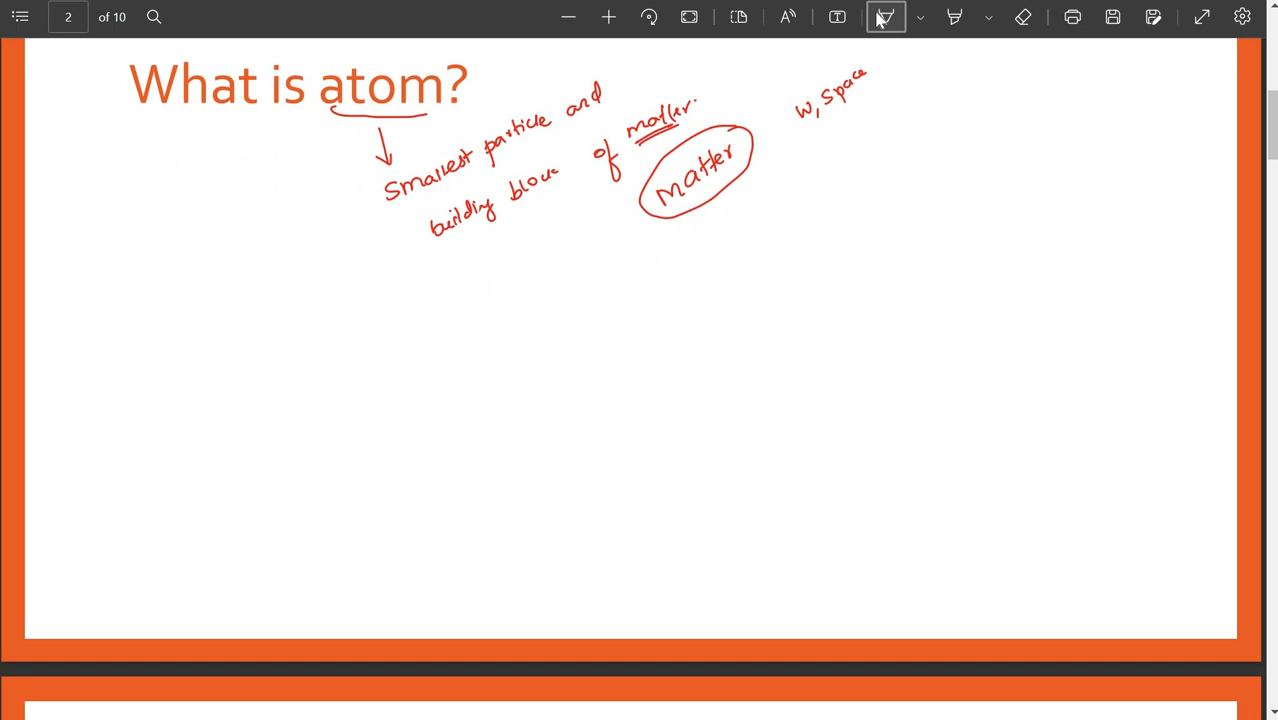 2 of 10
What is atom?
Smallest particle and
building block of matter.
Matter
W, Space